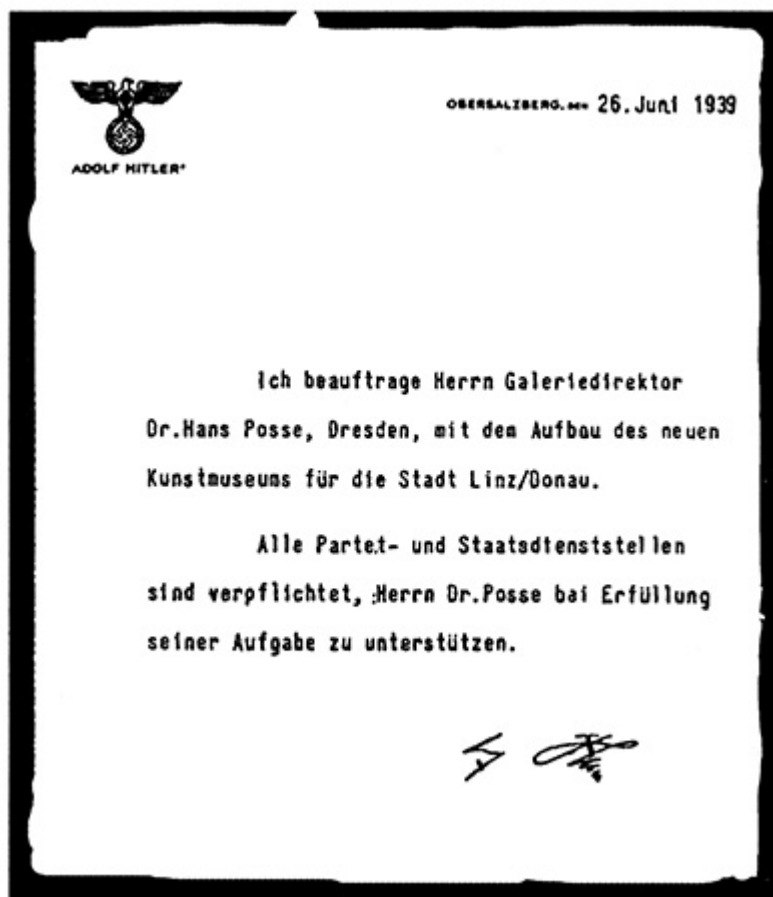 OBERSALZBERG, DEN 26. Juni 1939
ADOLF HITLER
Ich beauftrage Herrn Galeriedirektor
Dr.Hans Posse, Dresden, mit dem Aufbau des neuen
Kunstmuseums für die Stadt Linz/Donau.
Alle Partei- und Staatsdienststellen
sind verpflichtet, Herrn Dr.Posse bei Erfüllung
seiner Aufgabe zu unterstützen.